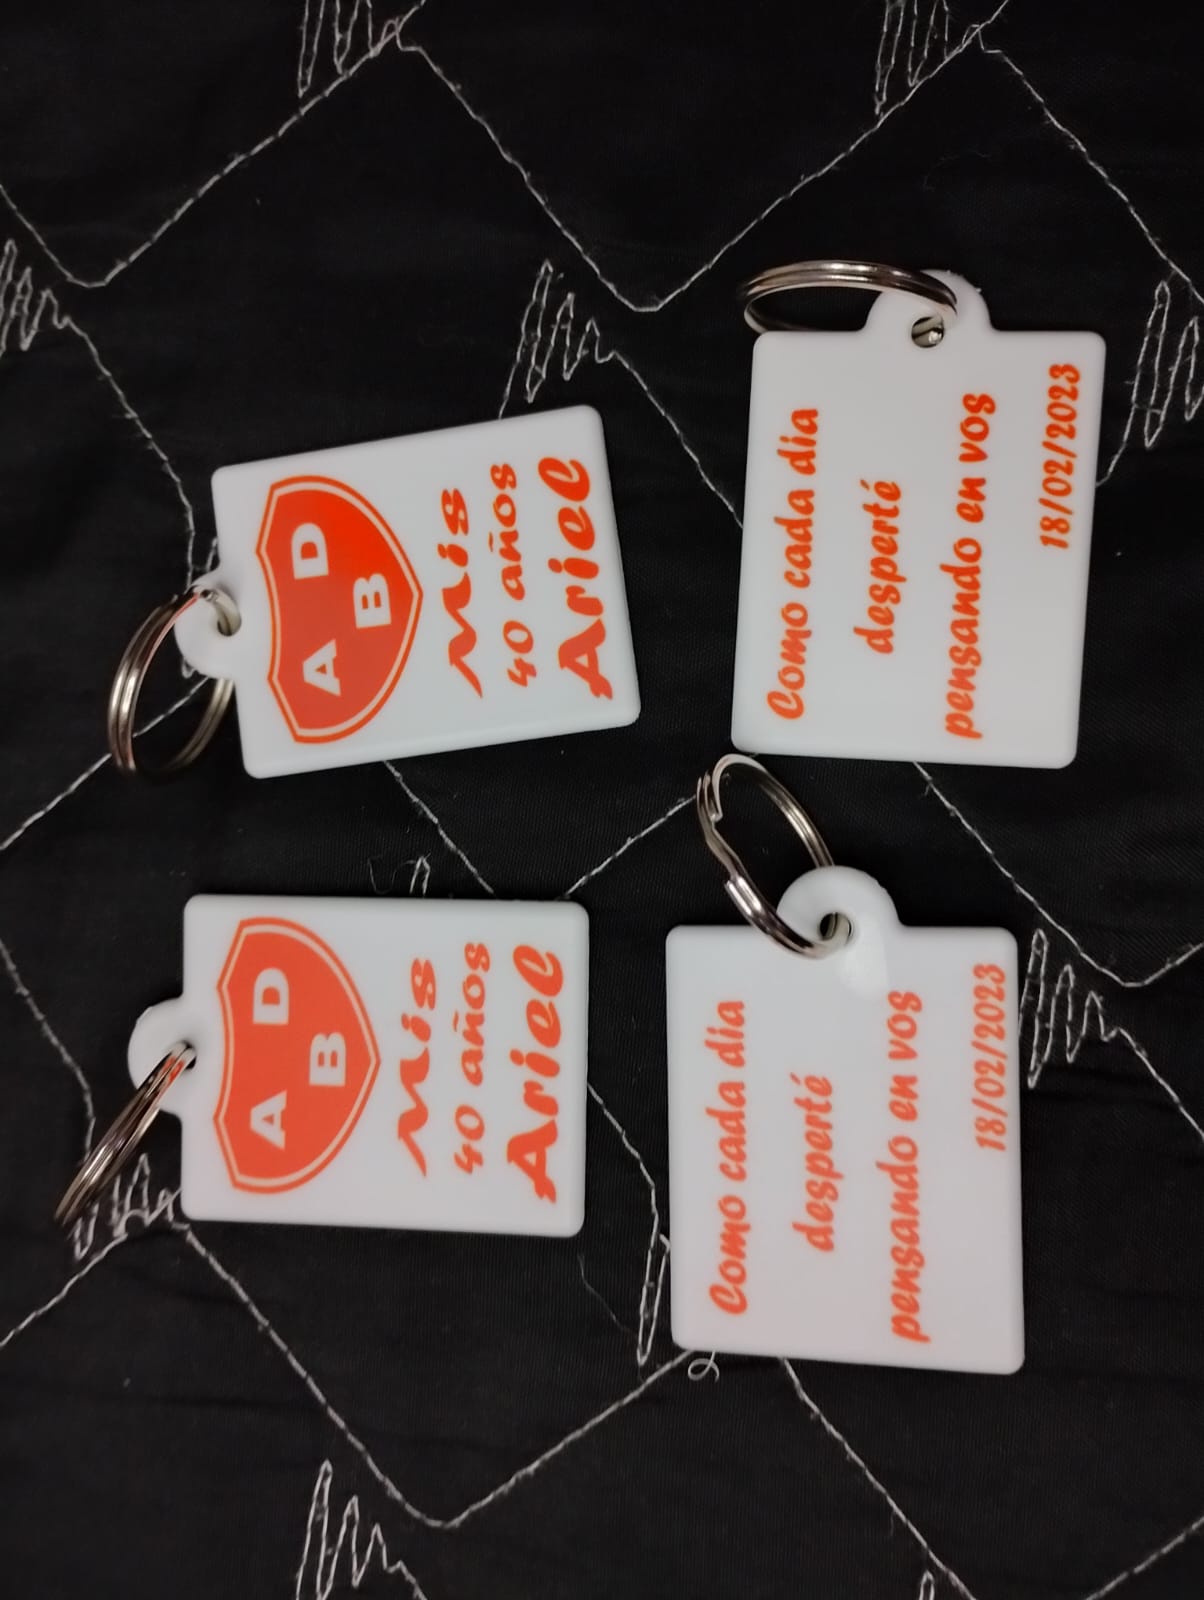 A D
B
Mis
40 años
Ariel
A D
B
Mis
40 años
Ariel
Como cada dia
desperté
pensando en vos
18/02/2023
Como cada dia
desperté
pensando en vos
18/02/2023